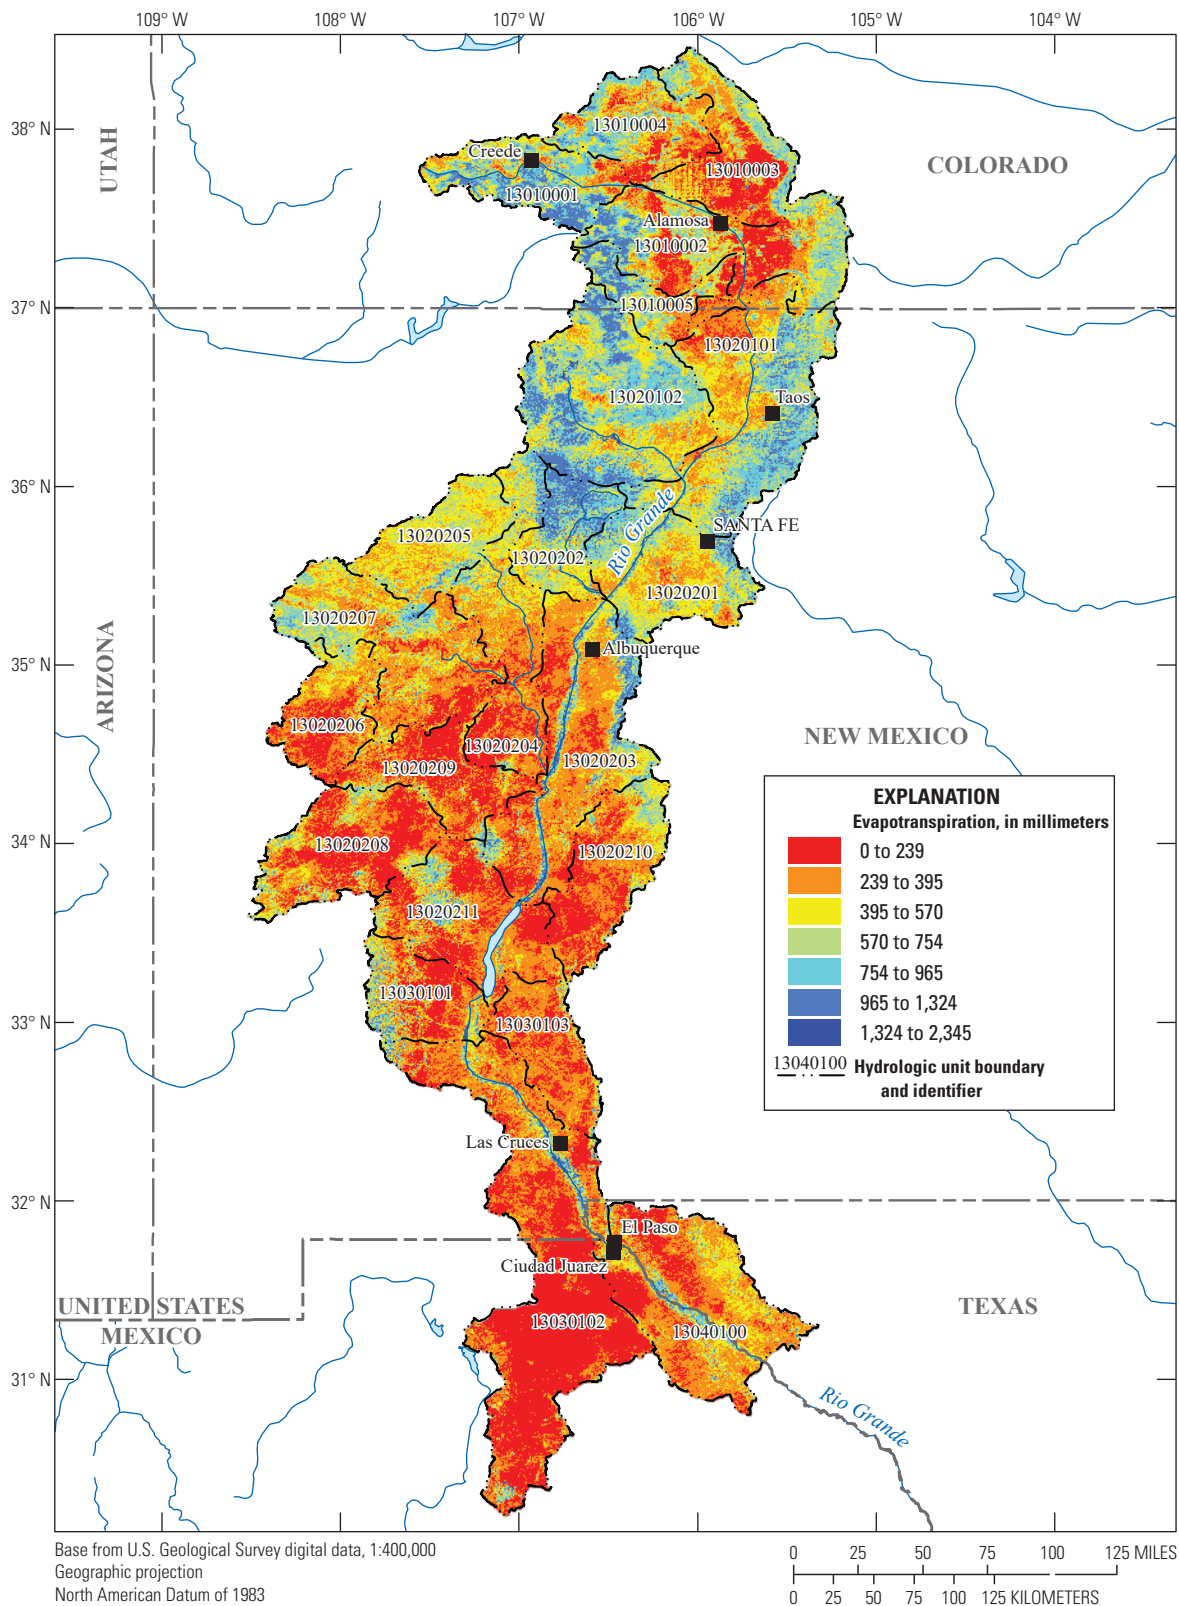 109° W
108° W
107° W
106° W
105° W
104° W
38° N
37° N
36° N
35° N
34° N
33° N
32° N
31° N
UTAH
COLORADO
ARIZONA
NEW MEXICO
TEXAS
UNITED STATES
MEXICO
13010004
Creede
13010003
13010001
Alamosa
13010002
13010005
13020101
13020102
Taos
Rio Grande
SANTA FE
13020205
13020202
13020201
13020207
Albuquerque
13020206
13020204
13020203
13020209
13020208
13020210
13020211
13030101
13030103
Las Cruces
El Paso
Ciudad Juarez
13030102
13040100
Rio Grande
EXPLANATION
Evapotranspiration, in millimeters
0 to 239
239 to 395
395 to 570
570 to 754
754 to 965
965 to 1,324
1,324 to 2,345
13040100 Hydrologic unit boundary
and identifier
Base from U.S. Geological Survey digital data, 1:400,000
Geographic projection
North American Datum of 1983
0 25 50 75 100 125 MILES
0 25 50 75 100 125 KILOMETERS